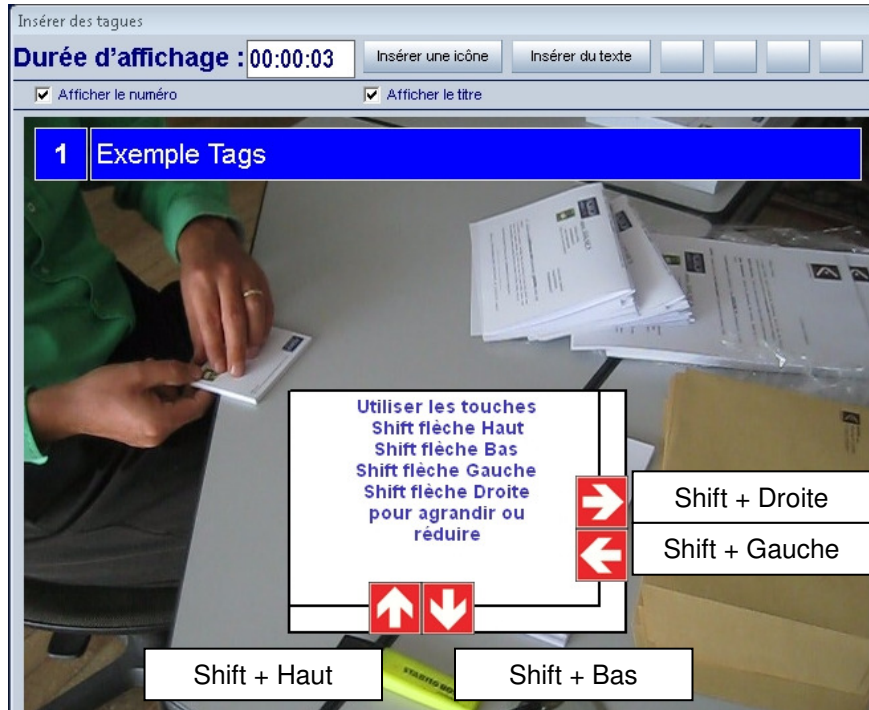 Insérer des tagues
Durée d'affichage : 00:00:03 Insérer une icône Insérer du texte
Afficher le numéro Afficher le titre
1 Exemple Tags
Utiliser les touches
Shift flèche Haut
Shift flèche Bas
Shift flèche Gauche
Shift flèche Droite
pour agrandir ou
réduire
Shift + Droite
Shift + Gauche
Shift + Haut
Shift + Bas